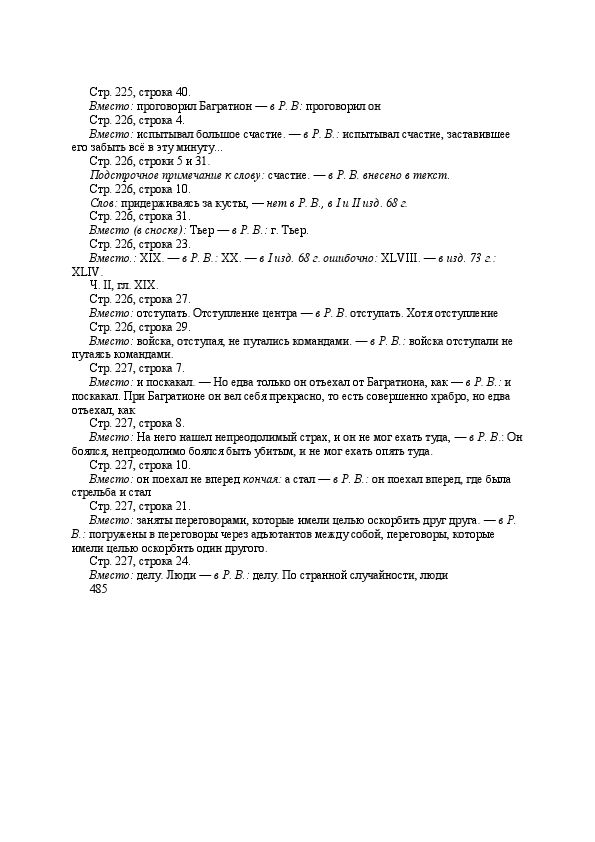 Стр. 225, строка 40.
Вместо: проговорил Багратион — в Р. В: проговорил он
Стр. 226, строка 4.
Вместо: испытывал большое счастие. — в Р. В.: испытывал счастие, заставившее
его забыть всё в эту минуту...
Стр. 226, строки 5 и 31.
Подстрочное примечание к слову: счастие. — в Р. В. внесено в текст.
Стр. 226, строка 10.
Слов: придерживаясь за кусты, — нет в Р. В., в I и II изд. 68 г.
Стр. 226, строка 31.
Вместо (в сноске): Тьер — в Р. В.: г. Тьер.
Стр. 226, строка 23.
Вместо.: XIX. — в Р. В.: XX. — в I изд. 68 г. ошибочно: XLVIII. — в изд. 73 г.:
XLIV.
Ч. II, гл. XIX.
Стр. 226, строка 27.
Вместо: отступать. Отступление центра — в Р. В. отступать. Хотя отступление
Стр. 226, строка 29.
Вместо: войска, отступая, не путались командами. — в Р. В.: войска отступали не
путаясь командами.
Стр. 227, строка 7.
Вместо: и поскакал. — Но едва только он отъехал от Багратиона, как — в Р. В.: и
поскакал. При Багратионе он вел себя прекрасно, то есть совершенно храбро, но едва
отъехал, как
Стр. 227, строка 8.
Вместо: На него нашел непреодолимый страх, и он не мог ехать туда, — в Р. В.: Он
боялся, непреодолимо боялся быть убитым, и не мог ехать опять туда.
Стр. 227, строка 10.
Вместо: он поехал не вперед кончая: а стал — в Р. В.: он поехал вперед, где была
стрельба и стал
Стр. 227, строка 21.
Вместо: заняты переговорами, которые имели целью оскорбить друг друга. — в Р.
В.: погружены в переговоры через адъютантов между собой, переговоры, которые
имели целью оскорбить один другого.
Стр. 227, строка 24.
Вместо: делу. Люди — в Р. В.: делу. По странной случайности, люди
485